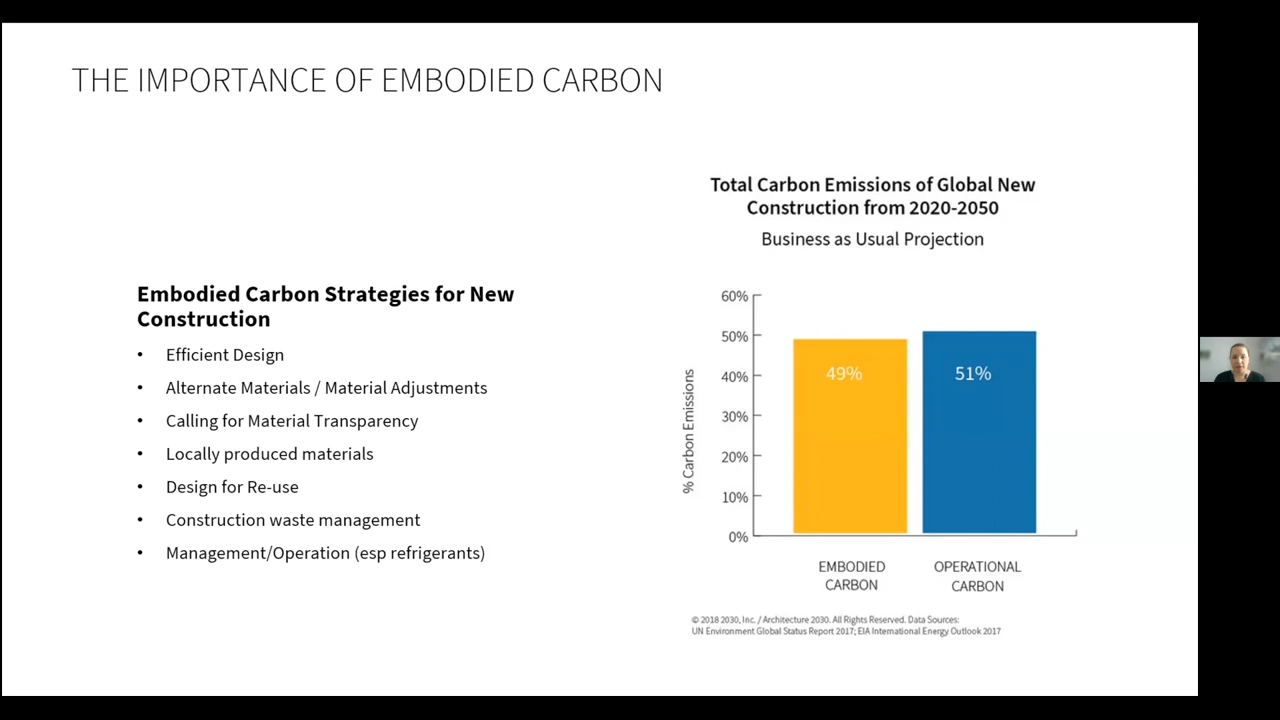 THE IMPORTANCE OF EMBODIED CARBON
Embodied Carbon Strategies for New
Construction
• Efficient Design
• Alternate Materials / Material Adjustments
• Calling for Material Transparency
• Locally produced materials
• Design for Re-use
• Construction waste management
• Management/Operation (esp refrigerants)
Total Carbon Emissions of Global New
Construction from 2020-2050
Business as Usual Projection
% Carbon Emissions
60%
50%
40%
30%
20%
10%
0%
49%
51%
EMBODIED
CARBON
OPERATIONAL
CARBON
© 2018 2030, Inc. / Architecture 2030. All Rights Reserved. Data Sources:
UN Environment Global Status Report 2017; EIA International Energy Outlook 2017